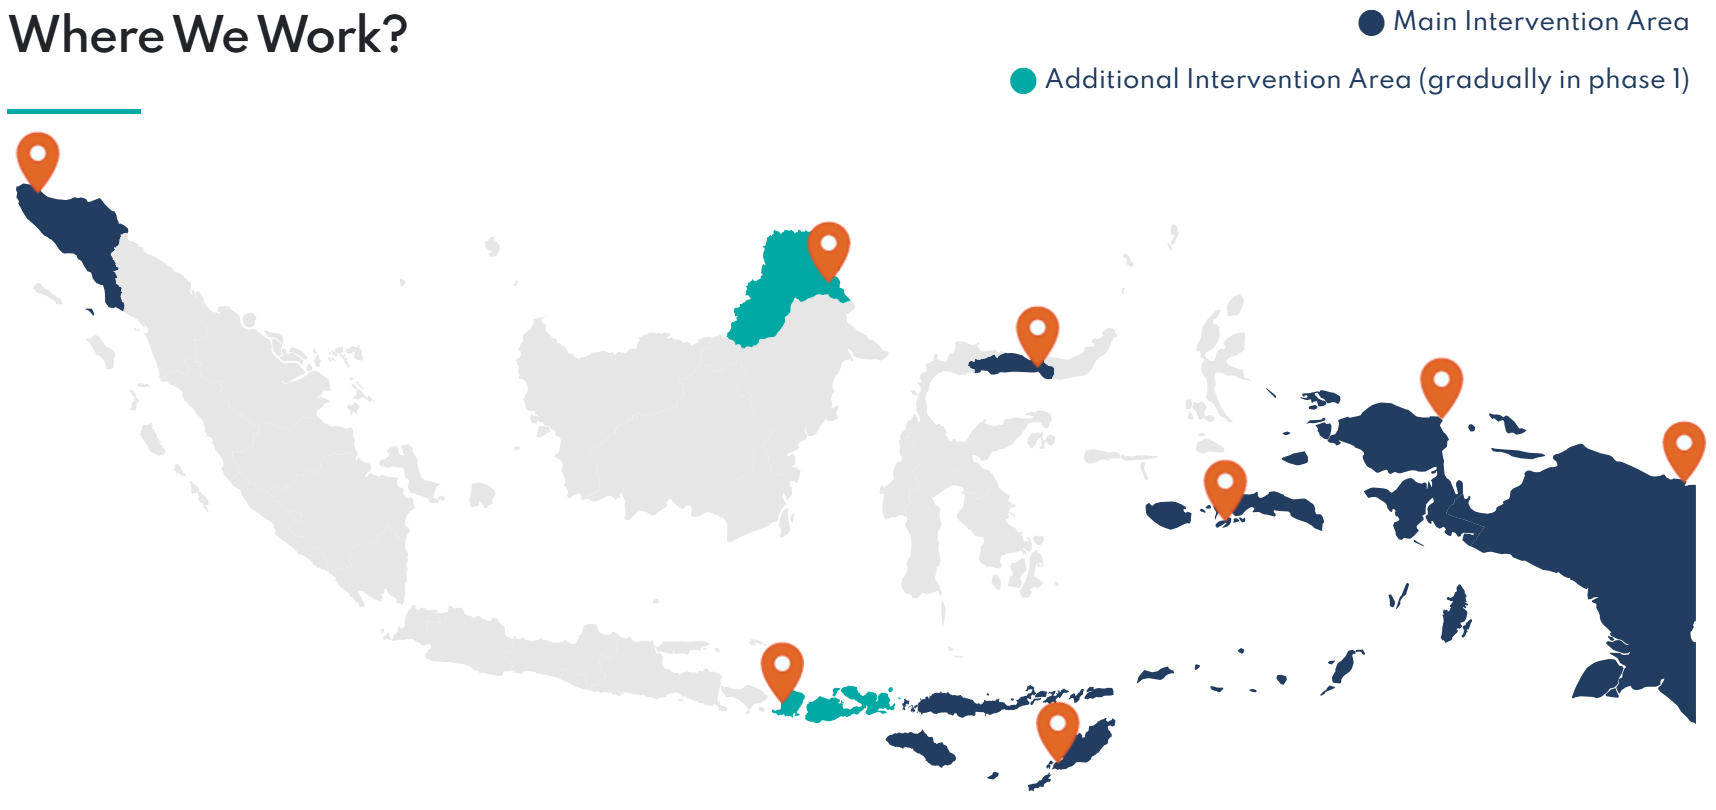 Where We Work?
Main Intervention Area
Additional Intervention Area (gradually in phase 1)